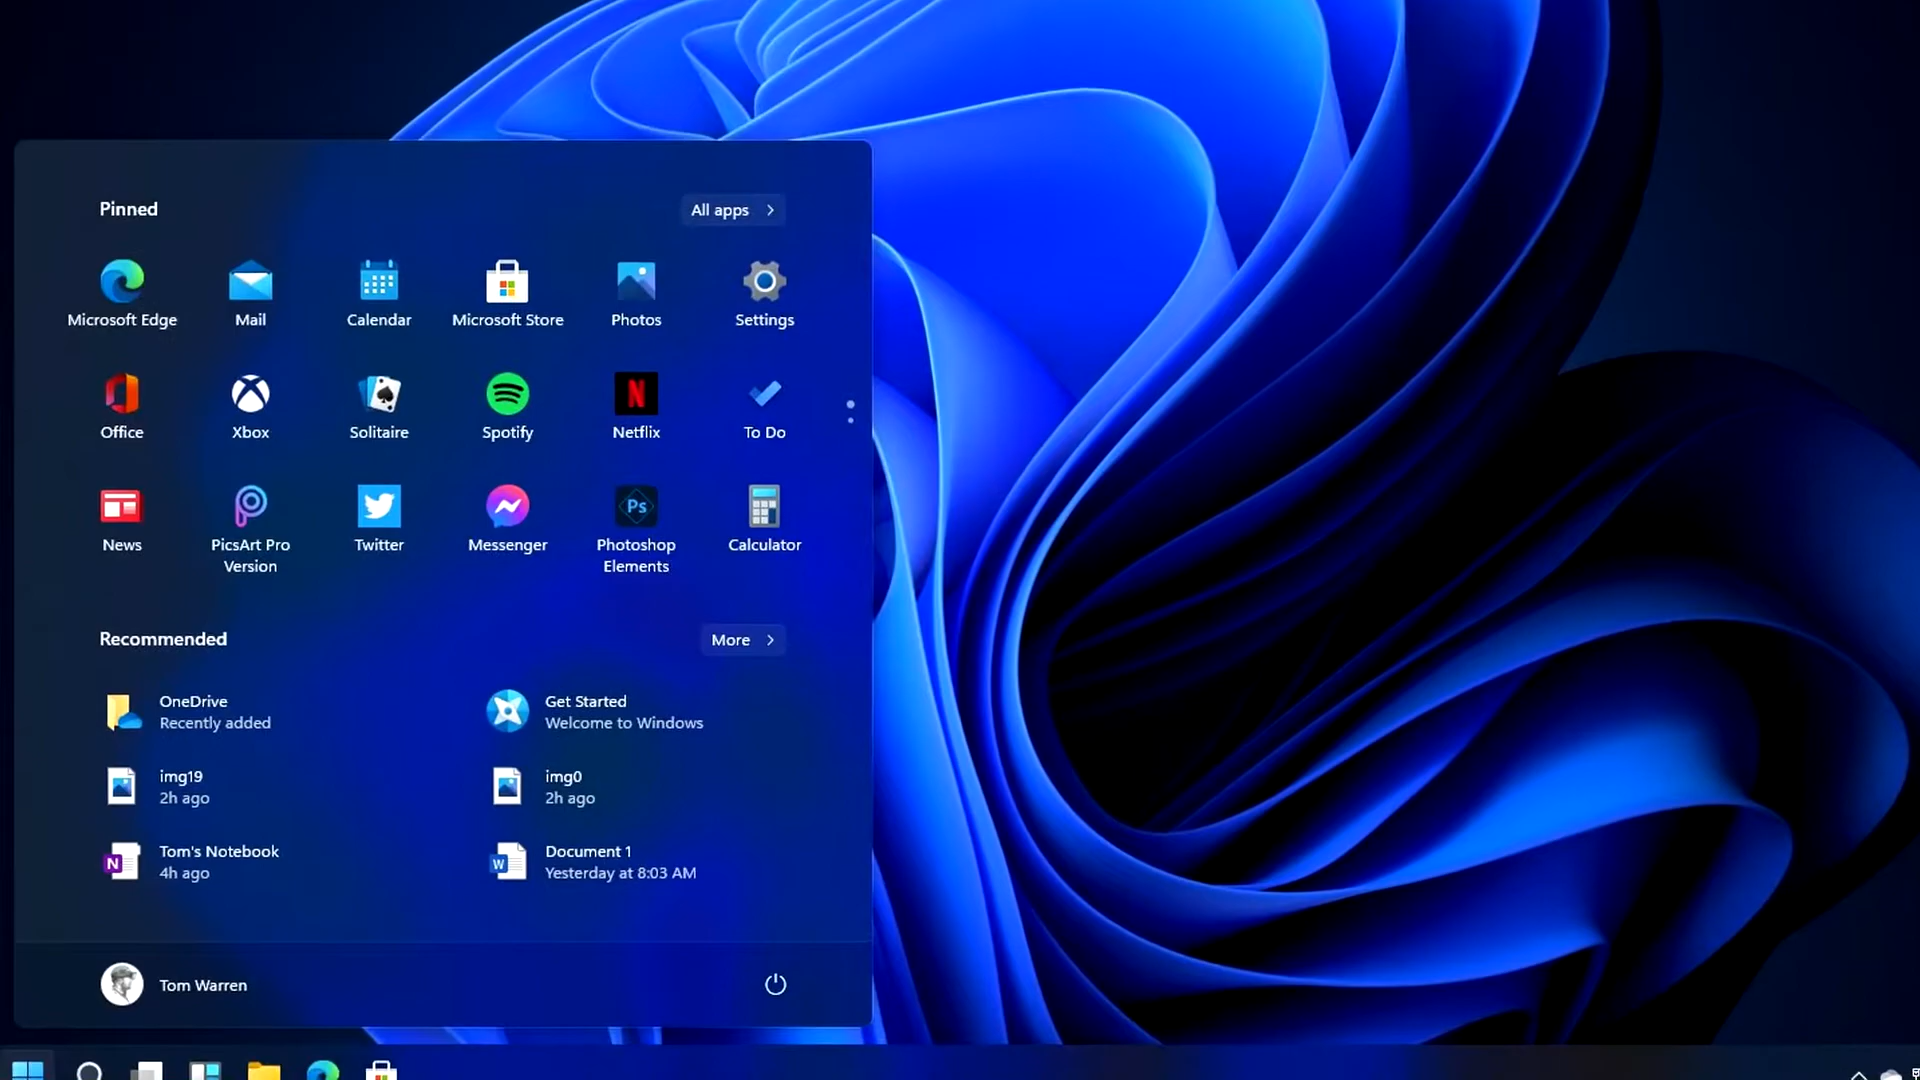 Pinned
All apps
Microsoft Edge
Mail
Calendar
Microsoft Store
Photos
Settings
Office
Xbox
Solitaire
Spotify
N
Netflix
To Do
News
PicsArt Pro
Version
Twitter
Messenger
Ps
Photoshop
Elements
Calculator
Recommended
More
OneDrive
Recently added
Get Started
Welcome to Windows
img19
2h ago
img0
2h ago
N
Tom's Notebook
4h ago
W
Document 1
Yesterday at 8:03 AM
Tom Warren